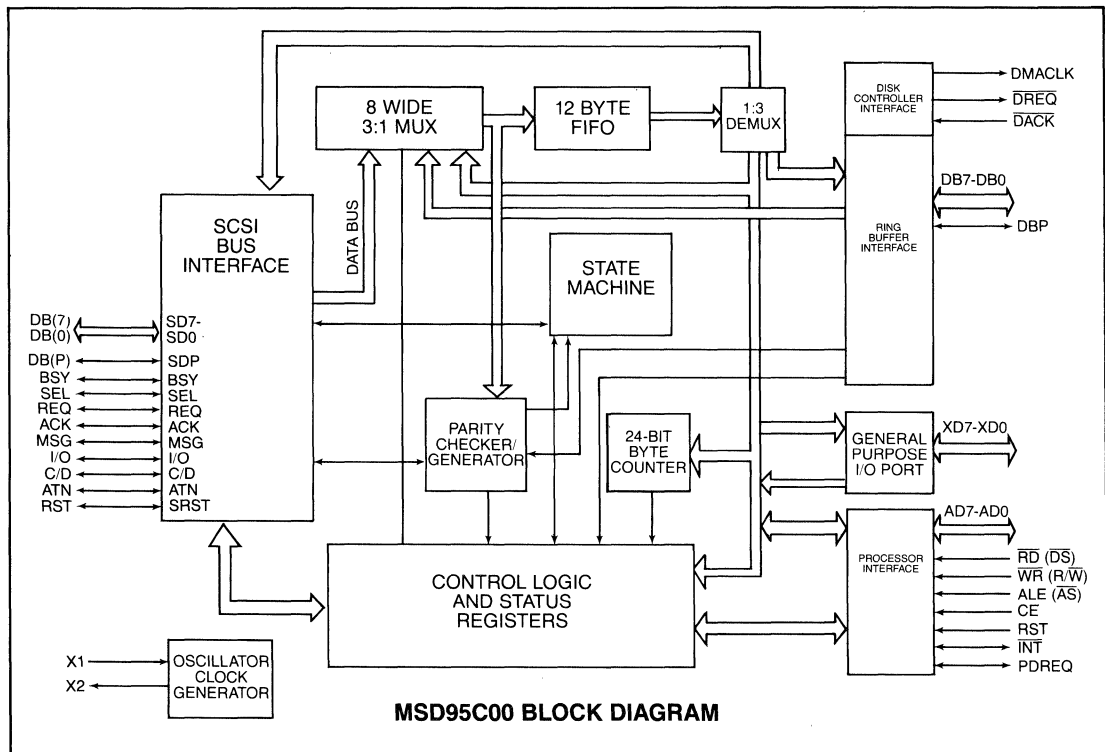 8 WIDE
3:1 MUX
12 BYTE
FIFO
1:3
DEMUX
DISK
CONTROLLER
INTERFACE
DMACLK
DREQ
DACK
DB7-DB0
DBP
RING
BUFFER
INTERFACE
SCSI
BUS
INTERFACE
DATA BUS
STATE
MACHINE
DB(7)
DB(0)
SD7-
SD0
DB(P)
SDP
BSY
BSY
SEL
SEL
REQ
REQ
ACK
ACK
MSG
MSG
I/O
I/O
C/D
C/D
ATN
ATN
RST
SRST
PARITY
CHECKER/
GENERATOR
24-BIT
BYTE
COUNTER
GENERAL
PURPOSE
I/O PORT
XD7-XD0
AD7-AD0
PROCESSOR
INTERFACE
RD (DS)
WR (R/W)
ALE (AS)
CE
RST
INT
PDREQ
CONTROL LOGIC
AND STATUS
REGISTERS
X1
X2
OSCILLATOR
CLOCK
GENERATOR
MSD95C00 BLOCK DIAGRAM